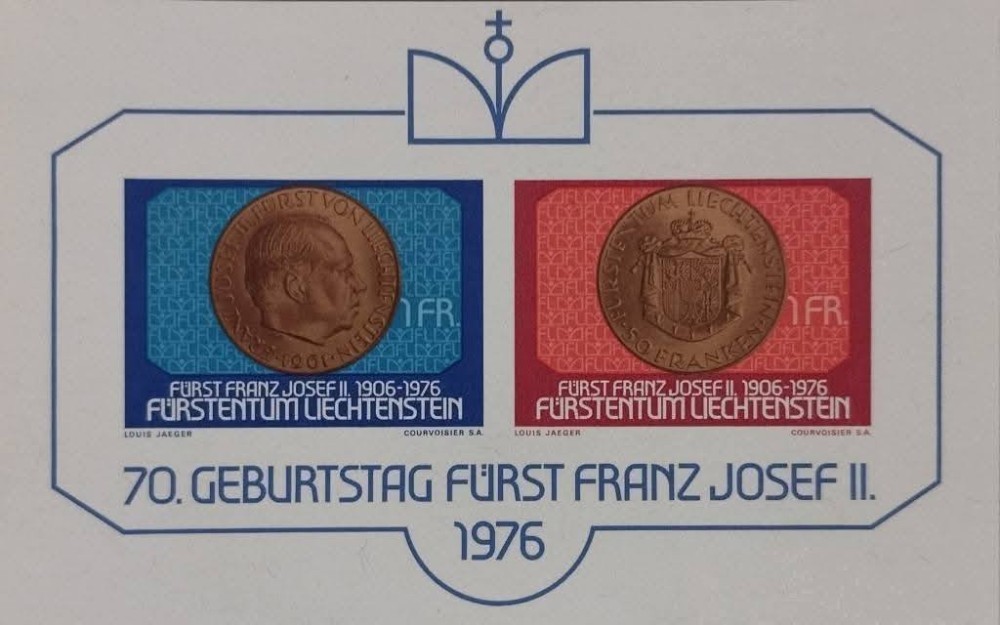 FRANZ JOSEF II. FÜRST VON LIECHTENSTEIN · 1961 ·
1 FR.
FÜRST FRANZ JOSEF II. 1906-1976
FÜRSTENTUM LIECHTENSTEIN
LOUIS JAEGER COURVOISIER S.A.
FÜRSTENTUM LIECHTENSTEIN · 50 FRANKEN ·
1 FR.
FÜRST FRANZ JOSEF II. 1906-1976
FÜRSTENTUM LIECHTENSTEIN
LOUIS JAEGER COURVOISIER S.A.
70. GEBURTSTAG FÜRST FRANZ JOSEF II.
1976